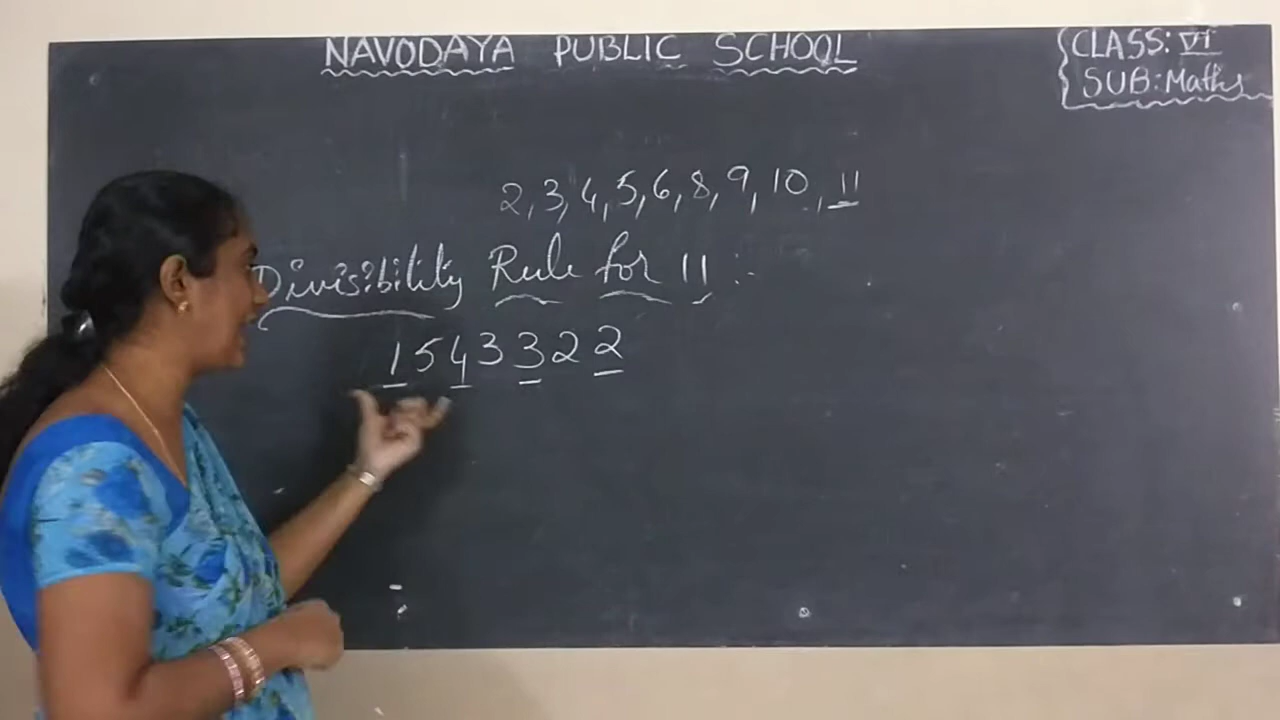 NAVODAYA PUBLIC SCHOOL
CLASS: VI
SUB: Maths
2, 3, 4, 5, 6, 8, 9, 10, 11
Divisibility Rule for 11 :-
1543322